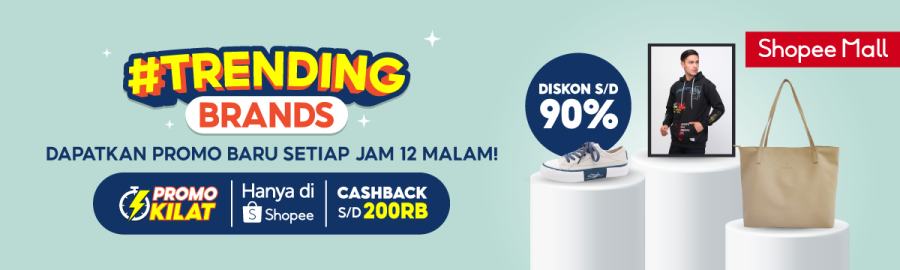 #TRENDING
BRANDS
DAPATKAN PROMO BARU SETIAP JAM 12 MALAM!
PROMO
KILAT
Hanya di
Shopee
CASHBACK
S/D 200RB
DISKON S/D
90%
Shopee Mall